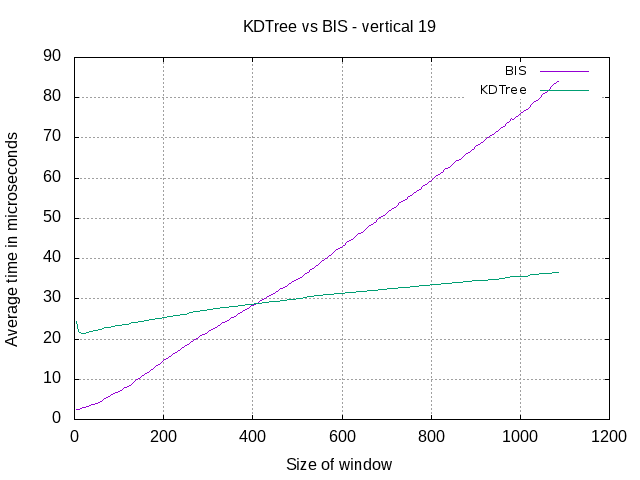 KDTree vs BIS - vertical 19
BIS
KDTree
90
80
70
60
50
40
30
20
10
0
0 200 400 600 800 1000 1200
Average time in microseconds
Size of window